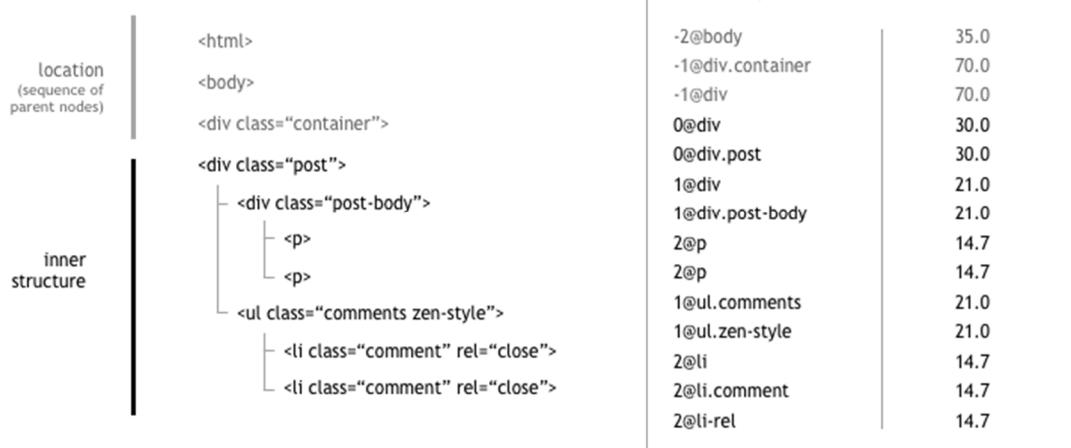 location
(sequence of
parent nodes)
inner
structure
<html>
<body>
<div class=“container”>
<div class=“post”>
<div class=“post-body”>
<p>
<p>
<ul class=“comments zen-style”>
<li class=“comment” rel=“close”>
<li class=“comment” rel=“close”>
-2@body 35.0
-1@div.container 70.0
-1@div 70.0
0@div 30.0
0@div.post 30.0
1@div 21.0
1@div.post-body 21.0
2@p 14.7
2@p 14.7
1@ul.comments 21.0
1@ul.zen-style 21.0
2@li 14.7
2@li.comment 14.7
2@li-rel 14.7